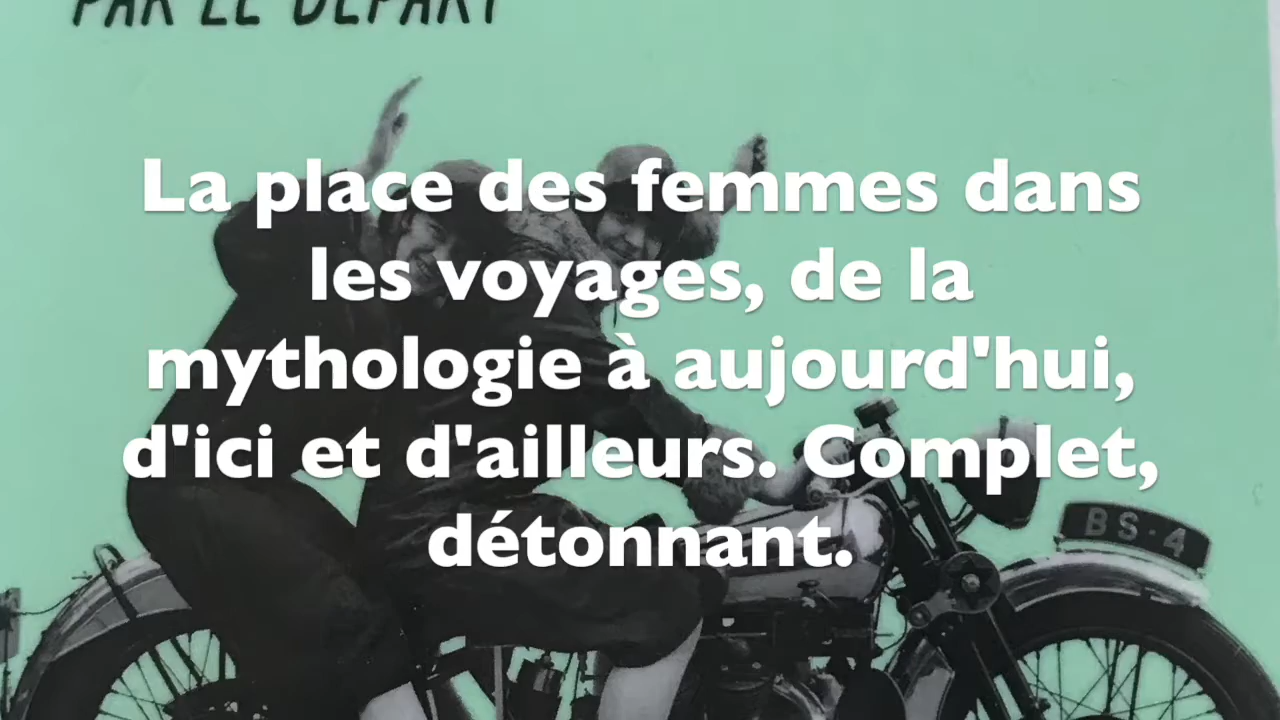 PAR LE DÉPART
La place des femmes dans
les voyages, de la
mythologie à aujourd'hui,
d'ici et d'ailleurs. Complet,
détonnant.
BS·4